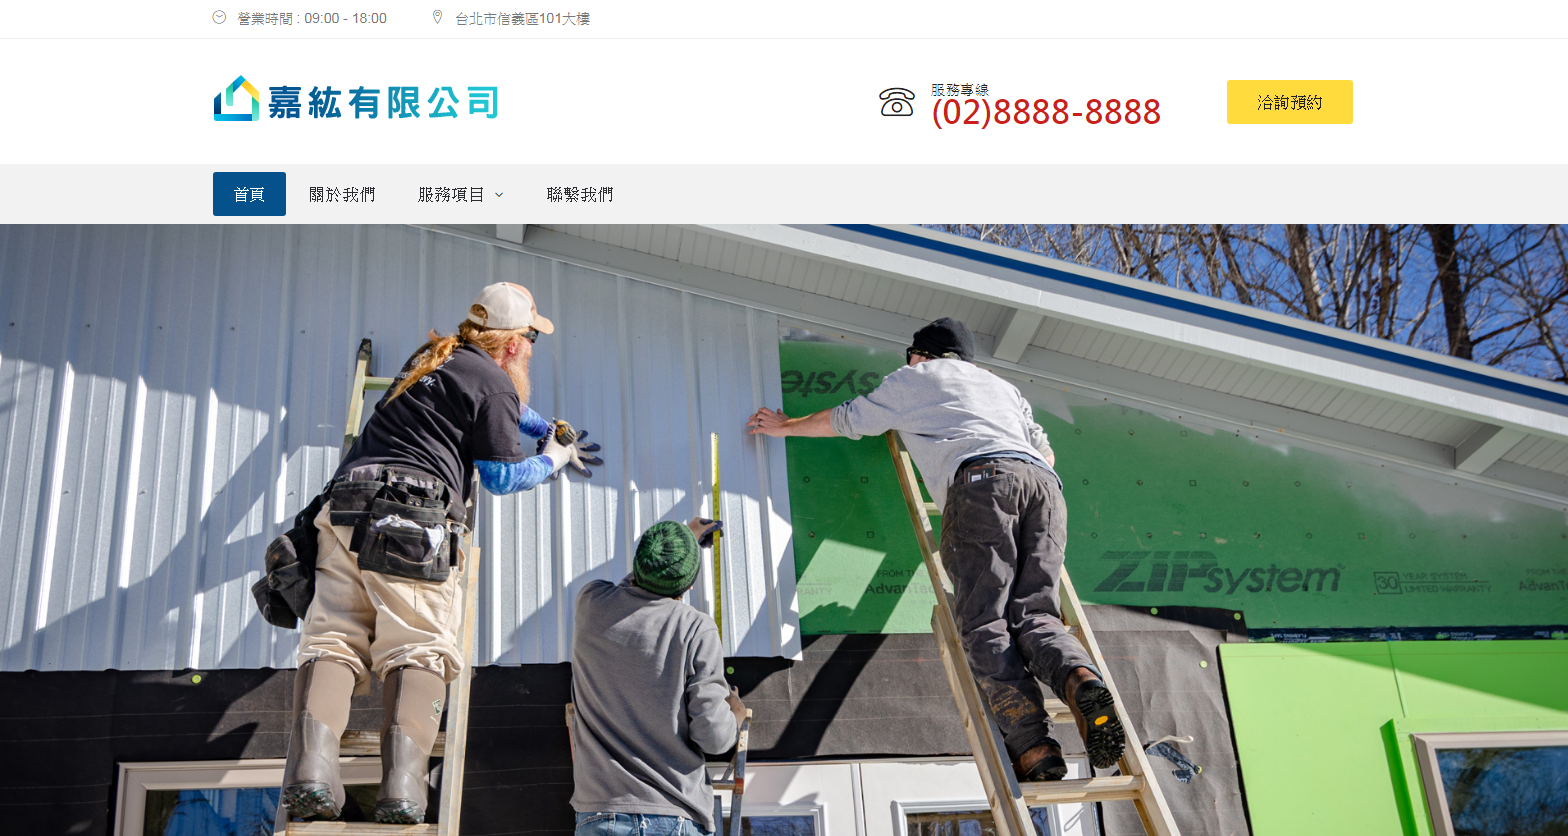 營業時間 : 09:00 - 18:00
台北市信義區101大樓
嘉紘有限公司
服務專線
(02)8888-8888
洽詢預約
首頁
關於我們
服務項目
聯繫我們
system
ZIPsystem
FROM THE
AdvanTech
30 YEAR SYSTEM
LIMITED WARRANTY
FROM THE